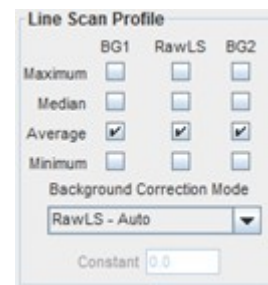 Line Scan Profile
BG1 RawLS BG2
Maximum
Median
Average
Minimum
Background Correction Mode
RawLS - Auto
Constant 0.0